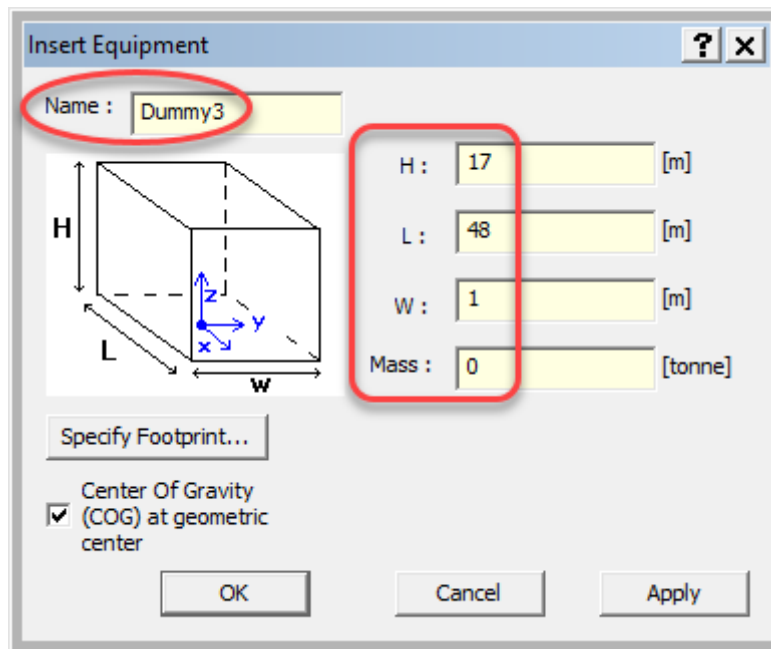 Insert Equipment ? X
Name : Dummy3
H : 17 [m]
L : 48 [m]
W : 1 [m]
Mass : 0 [tonne]
H
z
y
x
L
W
Specify Footprint...
Center Of Gravity
(COG) at geometric
center
OK Cancel Apply